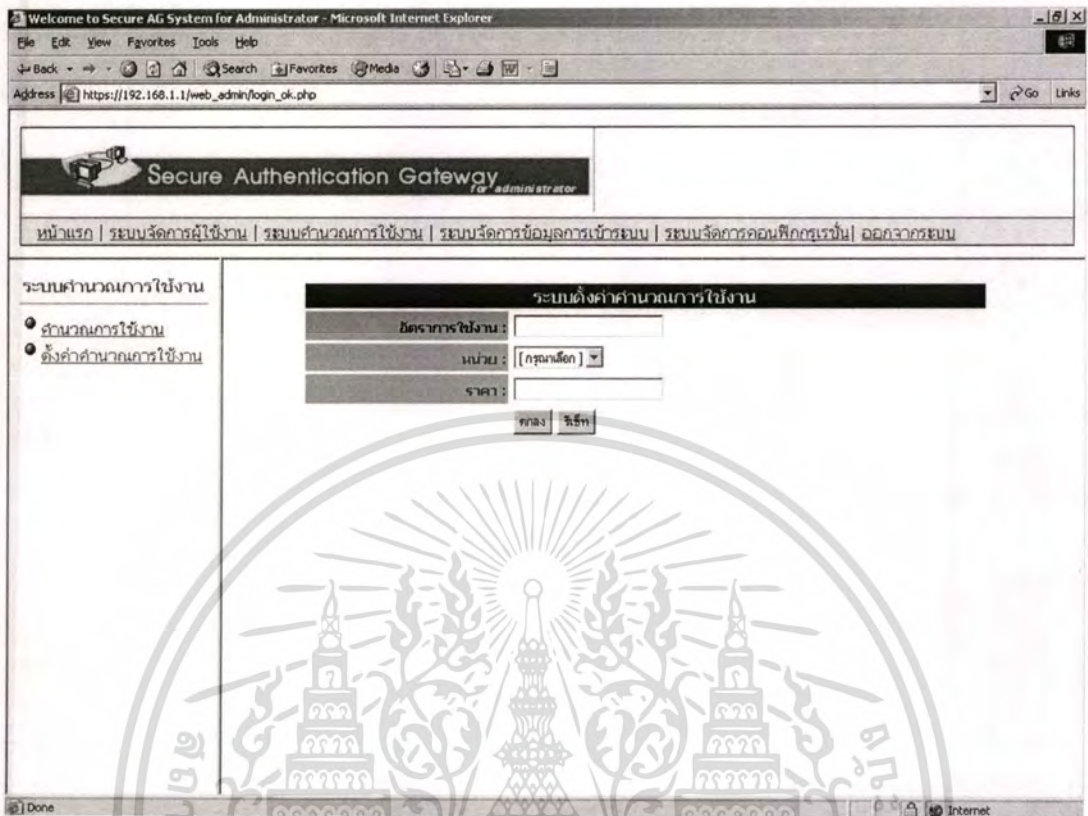 Welcome to Secure AG System for Administrator - Microsoft Internet Explorer
File Edit View Favorites Tools Help
Back Search Favorites Media
Address https://192.168.1.1/web_admin/login_ok.php Go Links
Secure Authentication Gateway
for administrator
หน้าแรก | ระบบจัดการผู้ใช้งาน | ระบบคำนวณการใช้งาน | ระบบจัดการข้อมูลการเข้าระบบ | ระบบจัดการคอนฟิกกรูเรชั่น| ออกจากระบบ
ระบบคำนวณการใช้งาน
คำนวณการใช้งาน
ตั้งค่าคำนวณการใช้งาน
ระบบตั้งค่าคำนวณการใช้งาน
อัตราการใช้งาน :
หน่วย : [กรุณาเลือก]
ราคา :
ตกลง รีเซ็ท
Done Internet